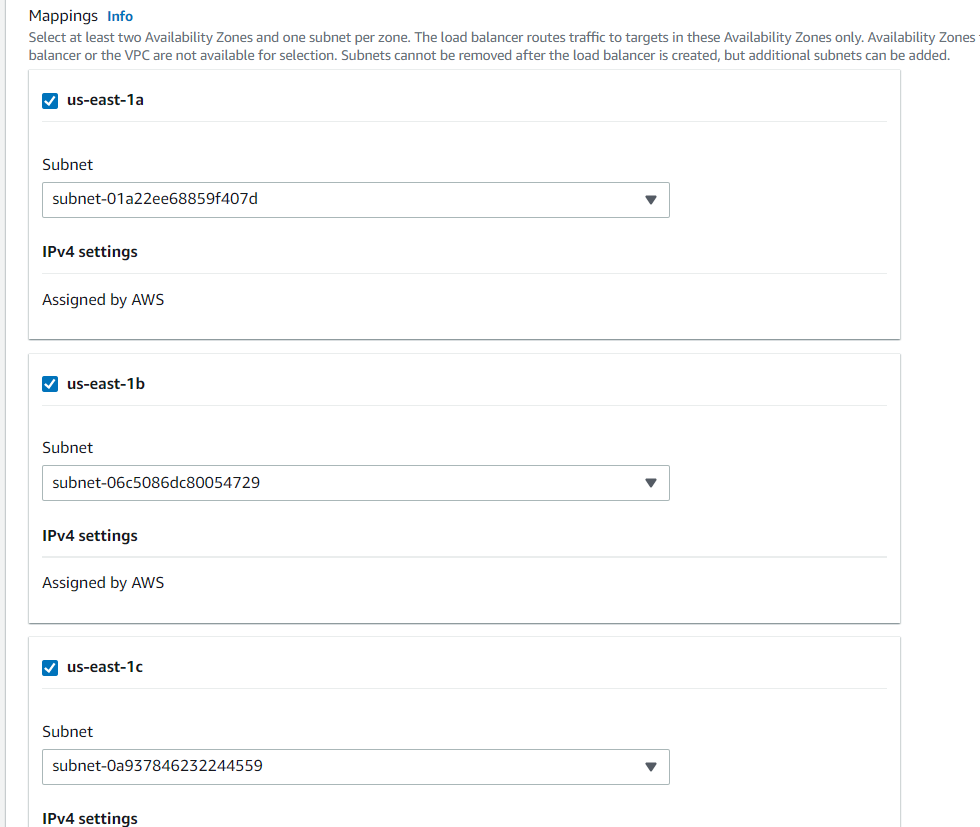 Mappings Info
Select at least two Availability Zones and one subnet per zone. The load balancer routes traffic to targets in these Availability Zones only. Availability Zones
balancer or the VPC are not available for selection. Subnets cannot be removed after the load balancer is created, but additional subnets can be added.
us-east-1a
Subnet
subnet-01a22ee68859f407d
IPv4 settings
Assigned by AWS
us-east-1b
Subnet
subnet-06c5086dc80054729
IPv4 settings
Assigned by AWS
us-east-1c
Subnet
subnet-0a937846232244559
IPv4 settings